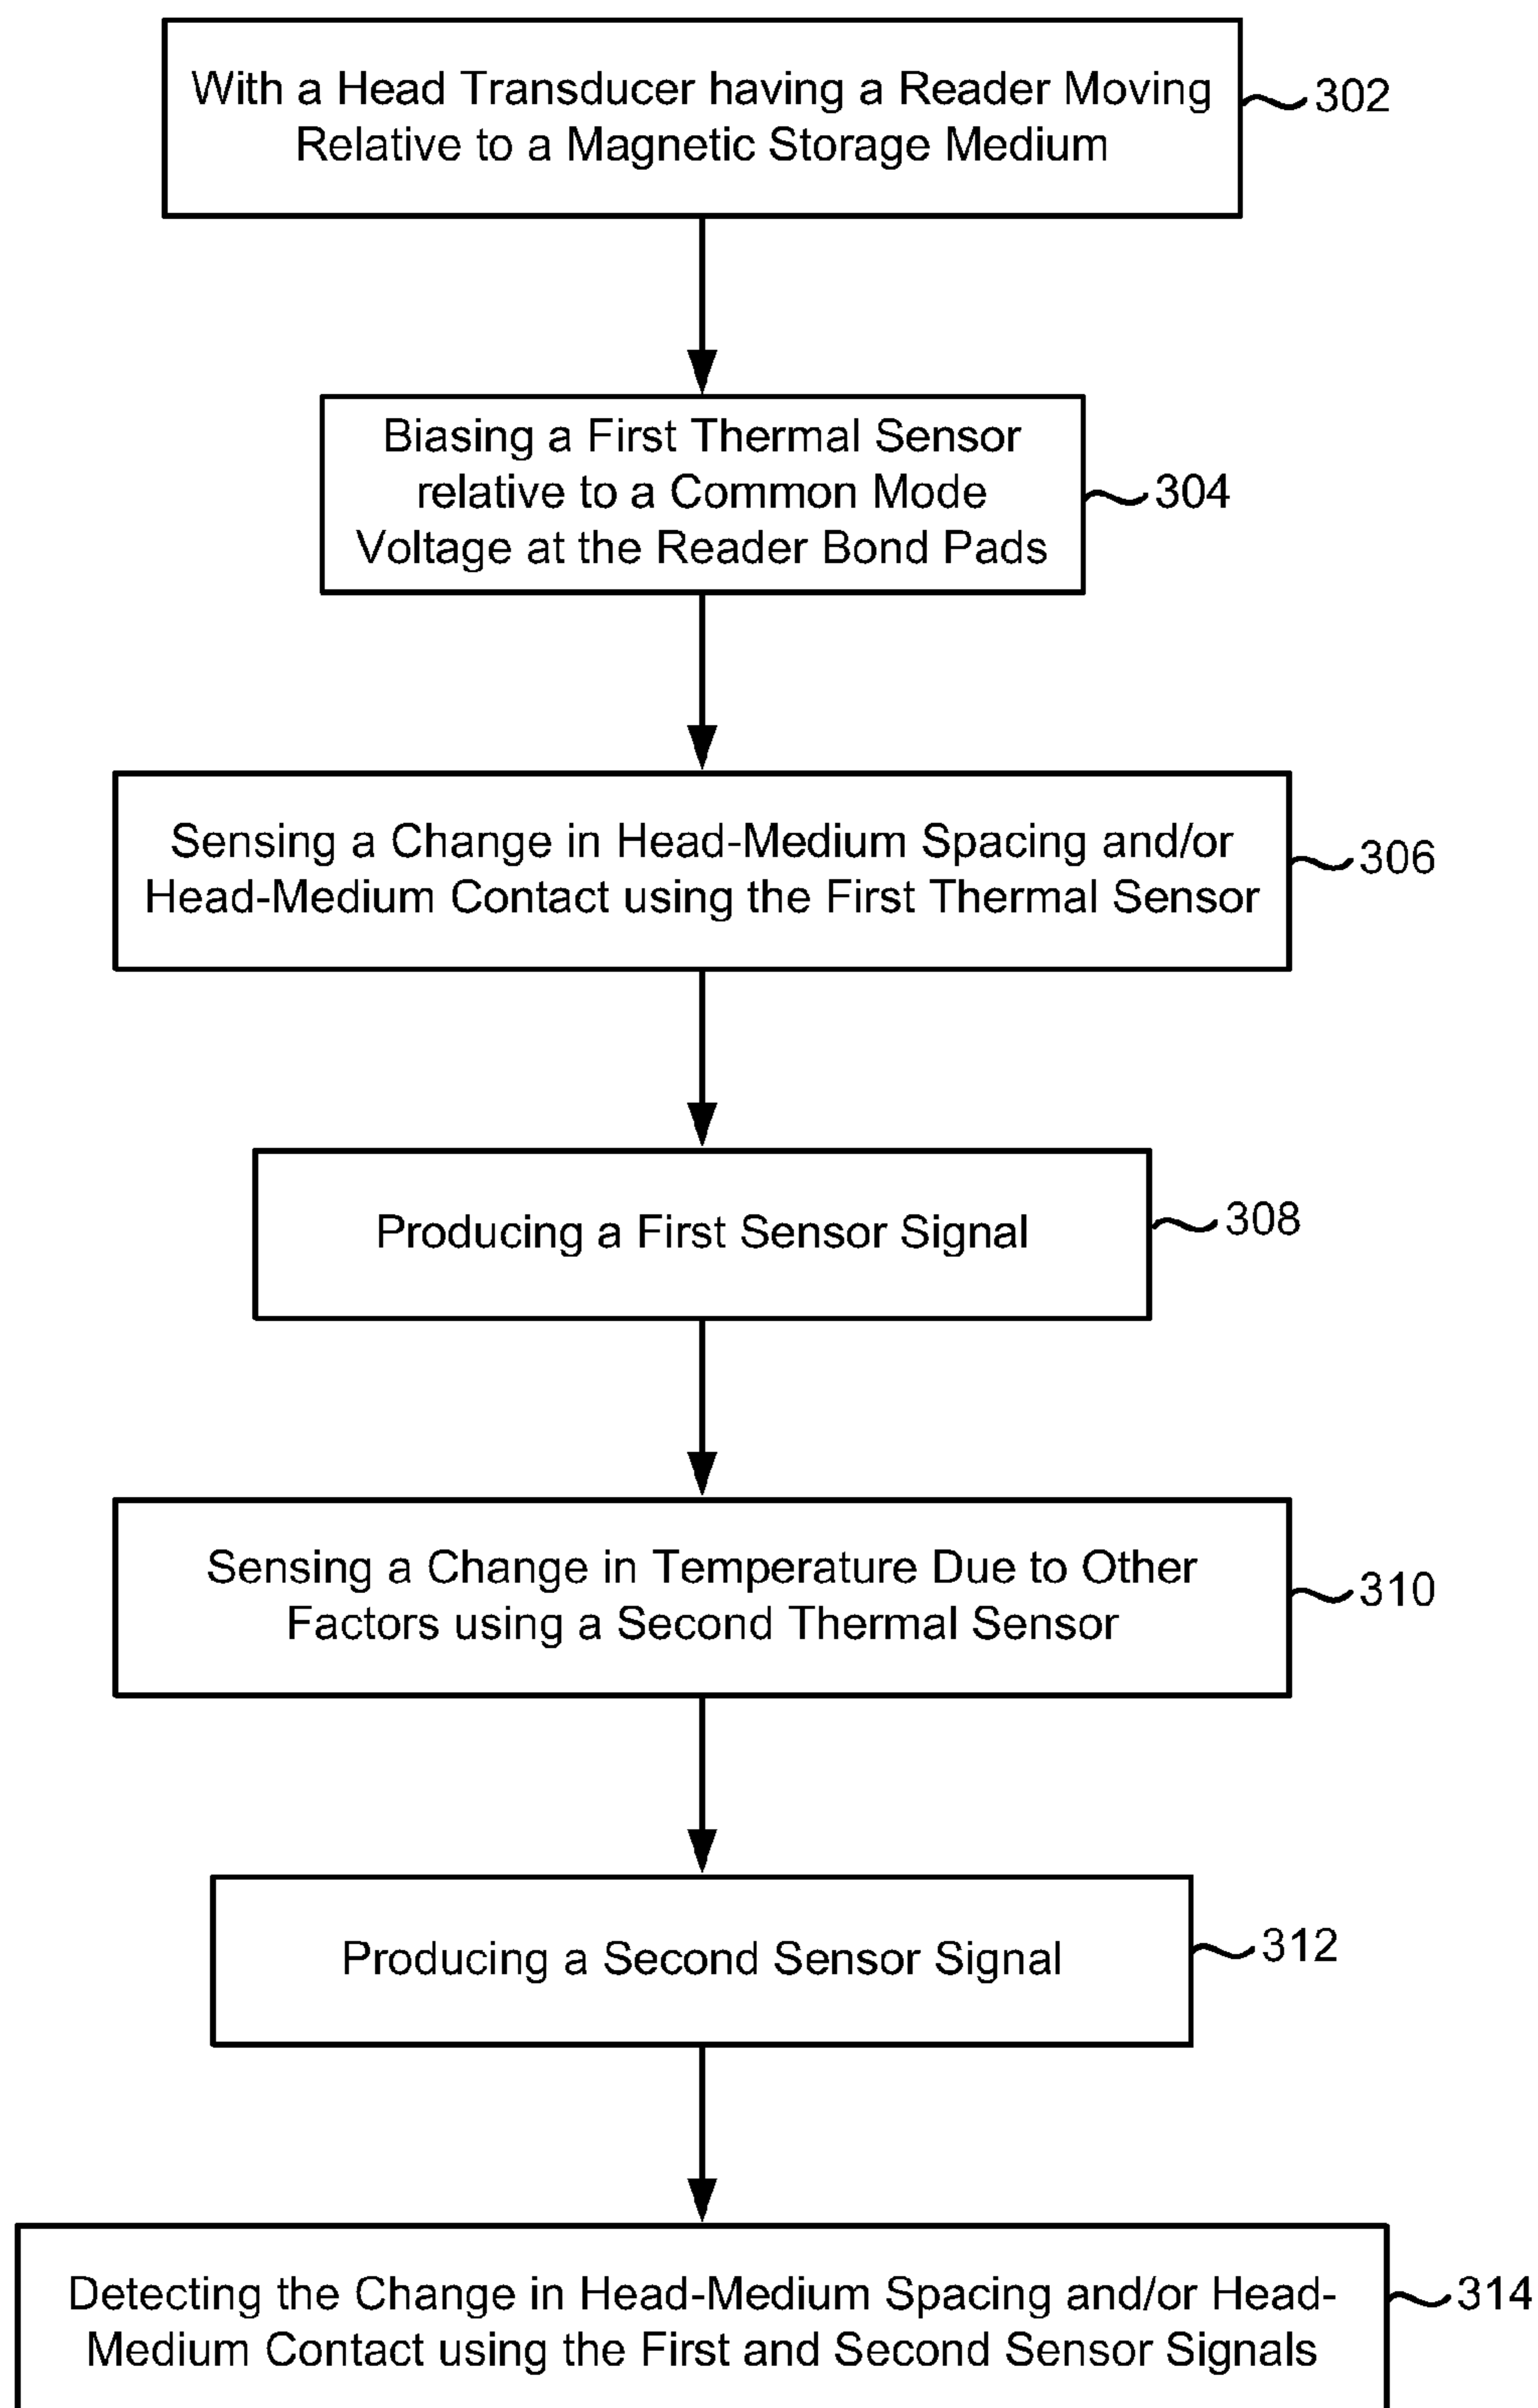 With a Head Transducer having a Reader Moving
Relative to a Magnetic Storage Medium
302
Biasing a First Thermal Sensor
relative to a Common Mode
Voltage at the Reader Bond Pads
304
Sensing a Change in Head-Medium Spacing and/or
Head-Medium Contact using the First Thermal Sensor
306
Producing a First Sensor Signal
308
Sensing a Change in Temperature Due to Other
Factors using a Second Thermal Sensor
310
Producing a Second Sensor Signal
312
Detecting the Change in Head-Medium Spacing and/or Head-
Medium Contact using the First and Second Sensor Signals
314